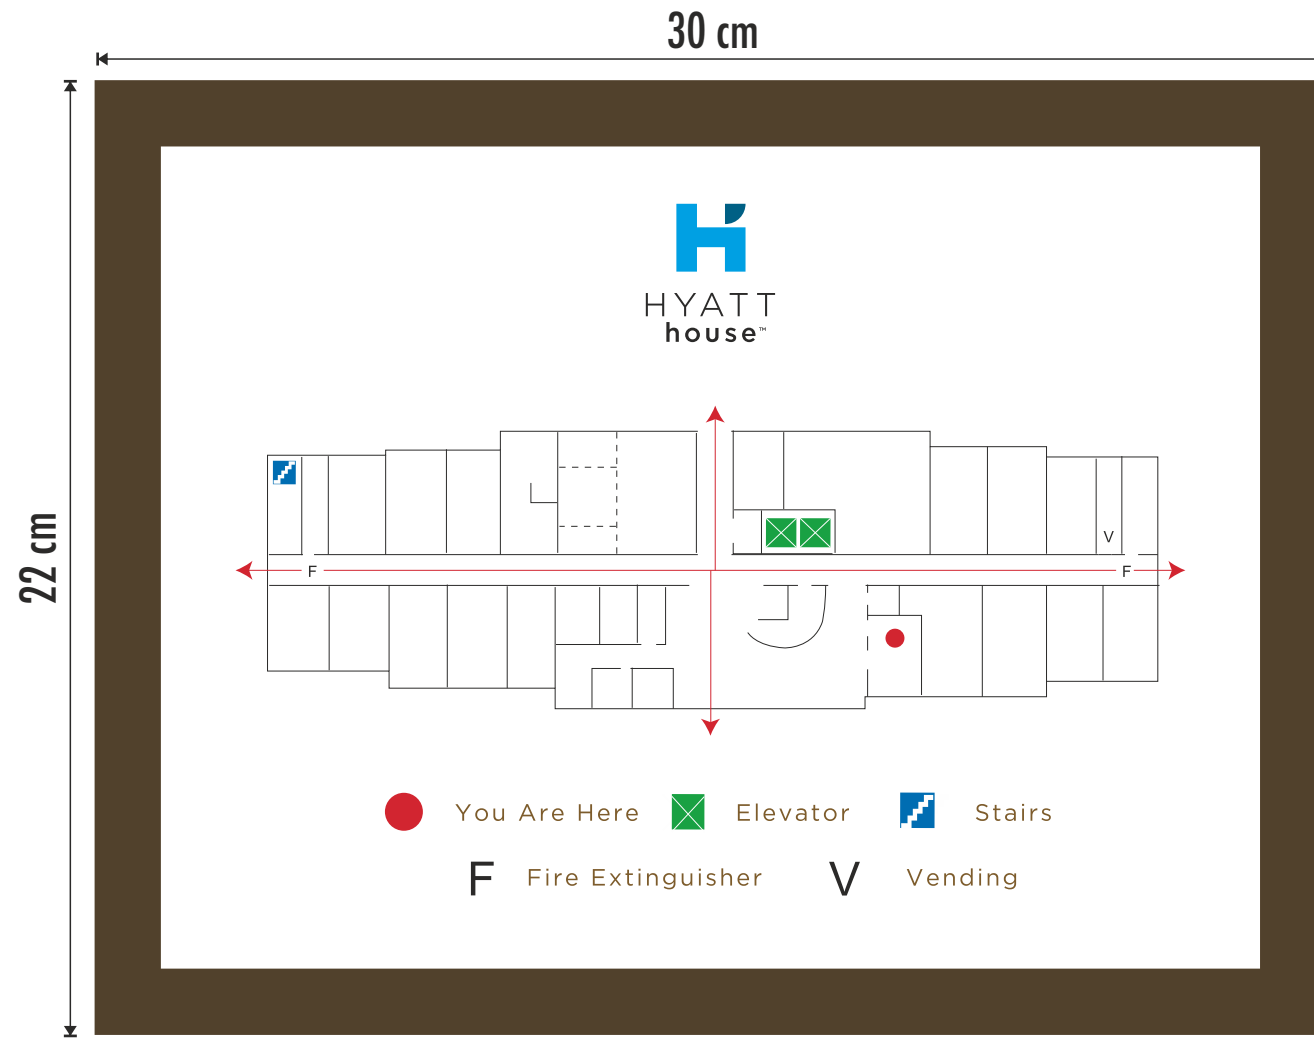 30 cm
22 cm
HYATT
house™
V
F
F
You Are Here
Elevator
Stairs
F Fire Extinguisher
V Vending